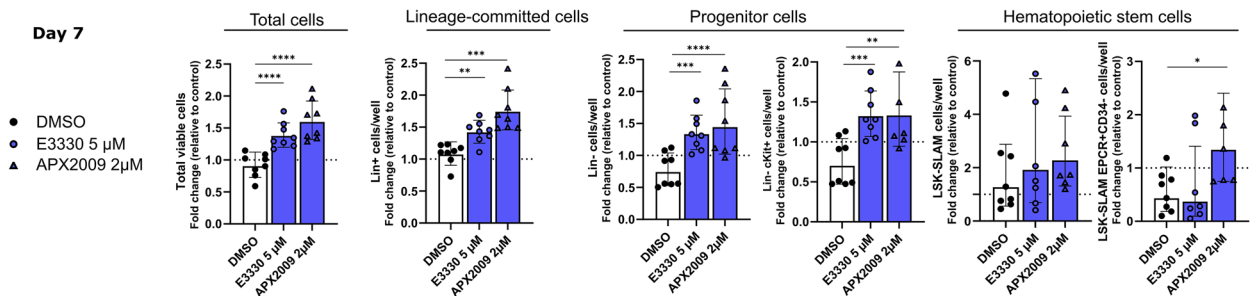 Day 7
DMSO
E3330 5 μM
APX2009 2μM
Total cells
Total viable cells
Fold change (relative to control)
2.5
2.0
1.5
1.0
0.5
0.0
****
****
DMSO
E3330 5 μM
APX2009 2μM
Lineage-committed cells
Lin+ cells/well
Fold change (relative to control)
2.5
2.0
1.5
1.0
0.5
0.0
***
**
DMSO
E3330 5 μM
APX2009 2μM
Progenitor cells
Lin- cells/well
Fold change (relative to control)
2.5
2.0
1.5
1.0
0.5
0.0
****
***
DMSO
E3330 5 μM
APX2009 2μM
Lin- cKit+ cells/well
Fold change (relative to control)
2.0
1.5
1.0
0.5
0.0
**
***
DMSO
E3330 5 μM
APX2009 2μM
Hematopoietic stem cells
LSK-SLAM cells/well
Fold change (relative to control)
6
4
2
0
DMSO
E3330 5 μM
APX2009 2μM
LSK-SLAM EPCR+CD34- cells/well
Fold change (relative to control)
3
2
1
0
*
DMSO
E3330 5 μM
APX2009 2μM